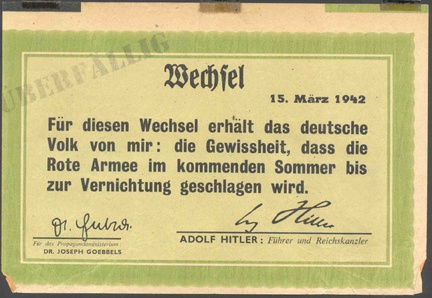 ÜBERFÄLLIG
Wechsel
15. März 1942
Für diesen Wechsel erhält das deutsche
Volk von mir: die Gewissheit, dass die
Rote Armee im kommenden Sommer bis
zur Vernichtung geschlagen wird.
Für das Propagandaministerium:
DR. JOSEPH GOEBBELS
ADOLF HITLER: Führer und Reichskanzler